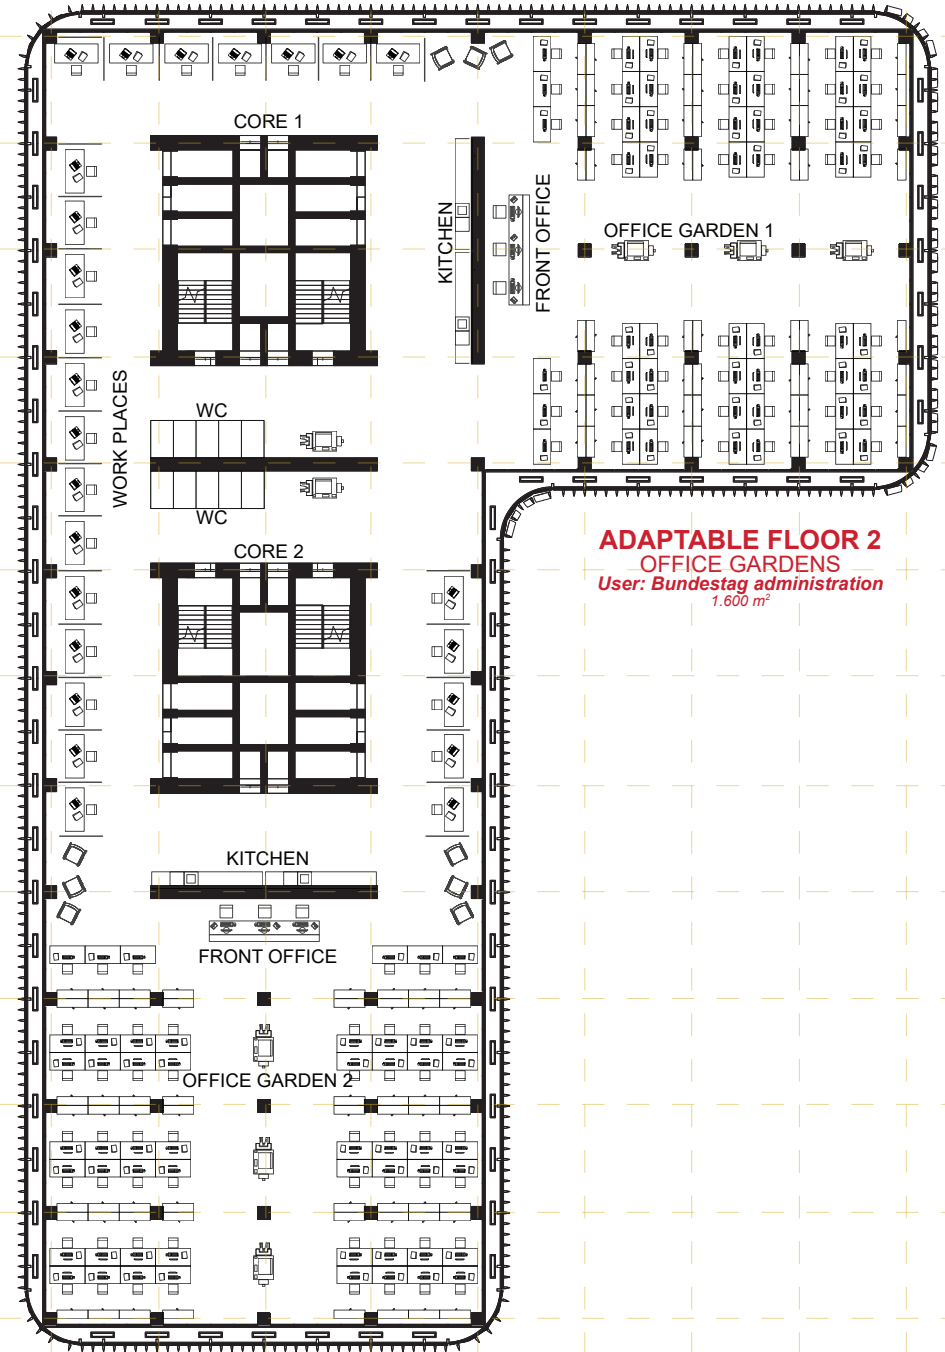 CORE 1
KITCHEN
FRONT OFFICE
OFFICE GARDEN 1
WORK PLACES
WC
WC
CORE 2
ADAPTABLE FLOOR 2
OFFICE GARDENS
User: Bundestag administration
1.600 m²
KITCHEN
FRONT OFFICE
OFFICE GARDEN 2